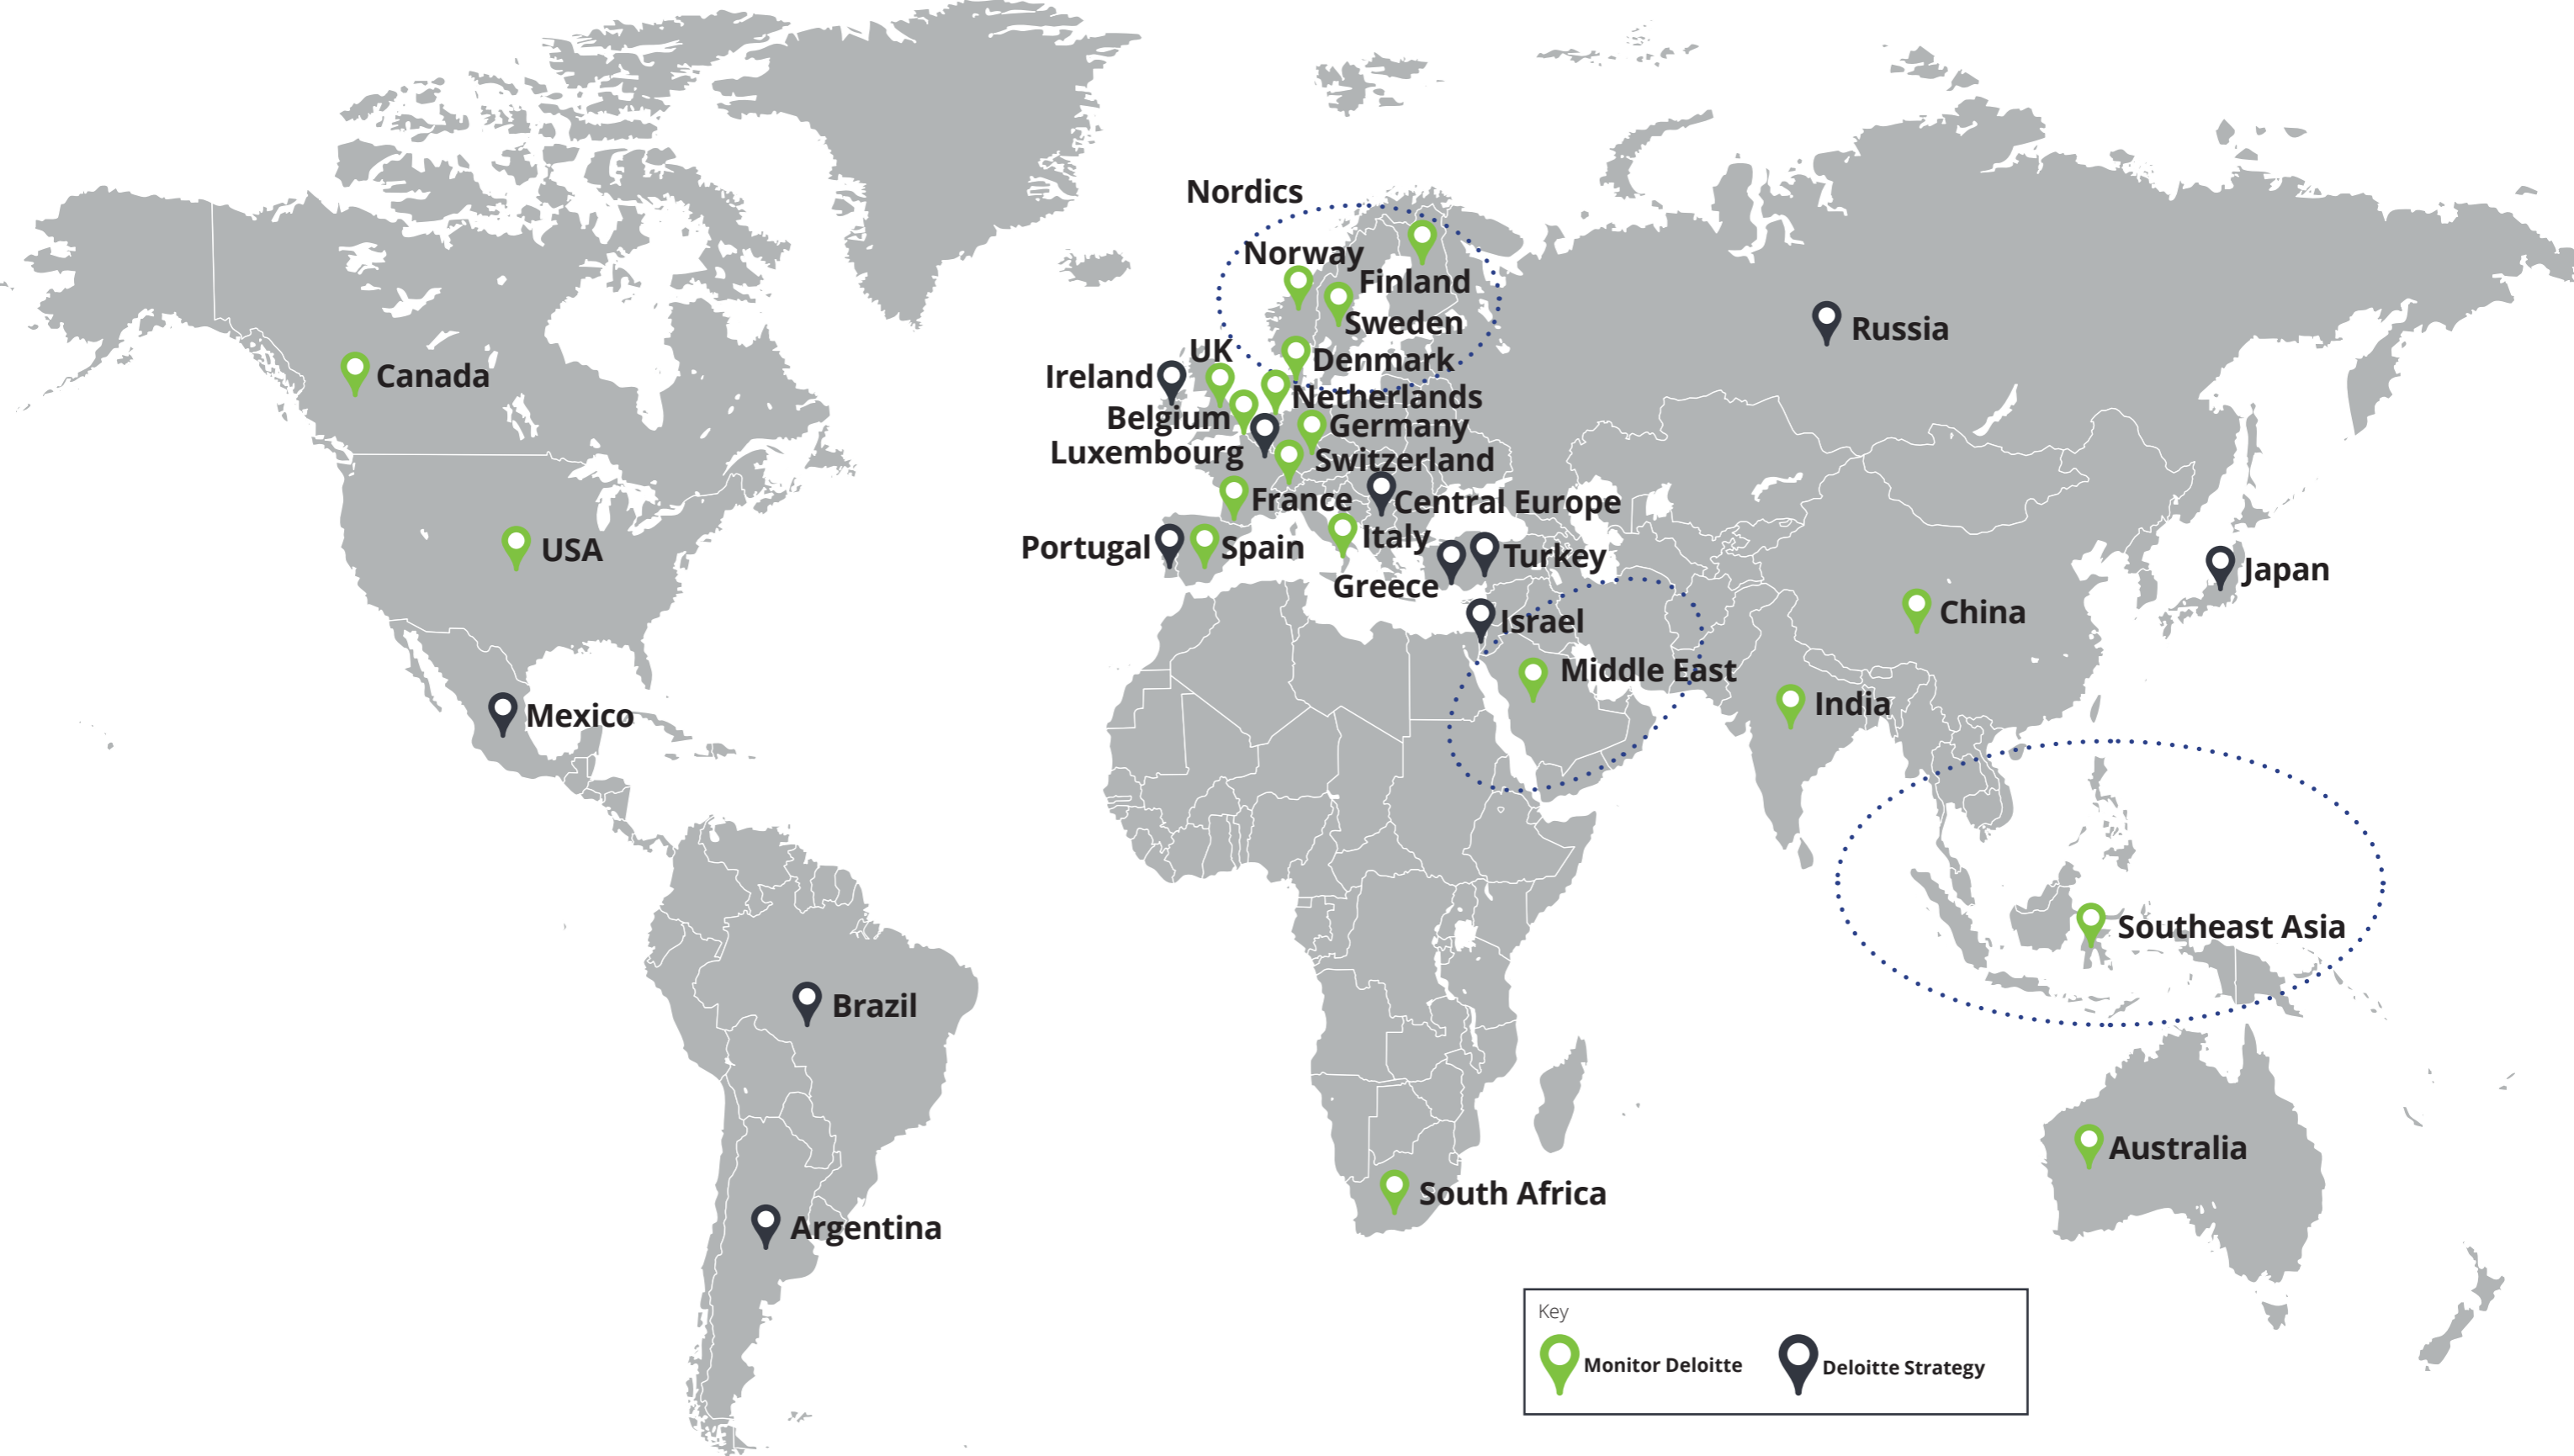 Nordics
Norway
Finland
Sweden
Russia
UK
Denmark
Ireland
Canada
Netherlands
Belgium
Germany
Luxembourg
Switzerland
France
Central Europe
Italy
Portugal
Spain
USA
Turkey
Greece
Japan
China
Israel
Middle East
India
Mexico
Southeast Asia
Brazil
Australia
South Africa
Argentina
Key
Monitor Deloitte
Deloitte Strategy